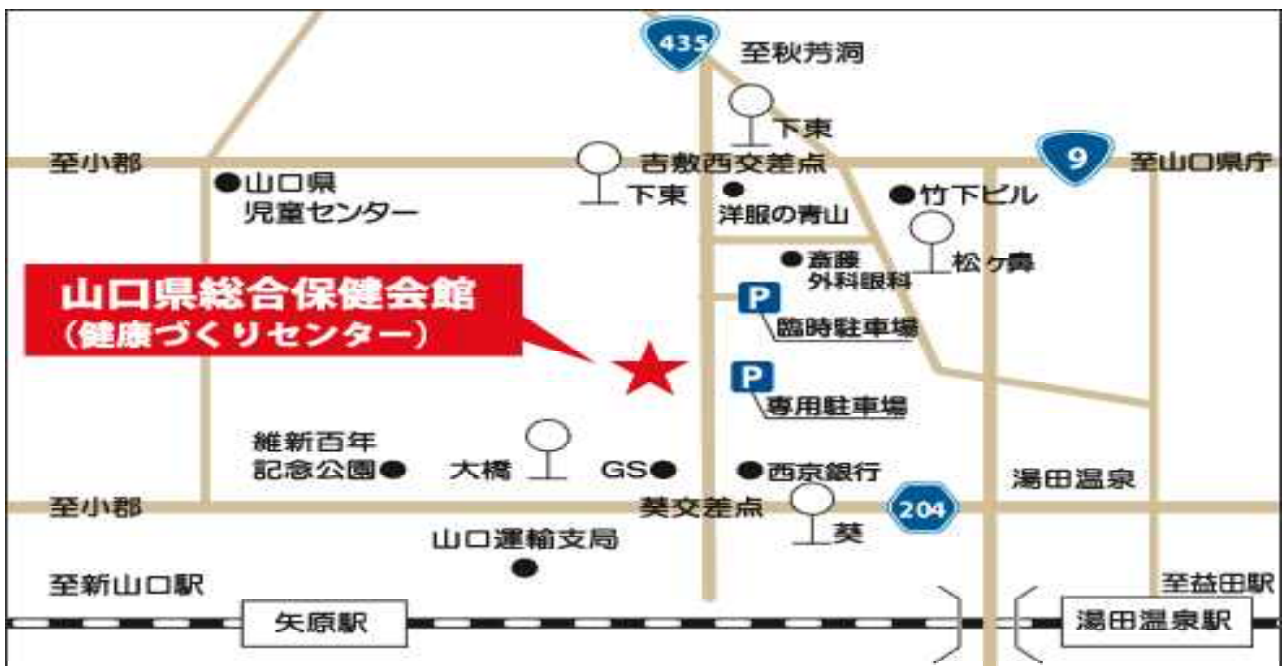 435
至秋芳洞
下東
至小郡
吉敷西交差点
9
至山口県庁
山口県
児童センター
下東
洋服の青山
竹下ビル
斎藤
外科眼科
松ヶ鼻
山口県総合保健会館
（健康づくりセンター）
P
臨時駐車場
P
専用駐車場
維新百年
記念公園
大橋
GS
西京銀行
湯田温泉
至小郡
葵交差点
204
葵
山口運輸支局
至新山口駅
至益田駅
矢原駅
湯田温泉駅